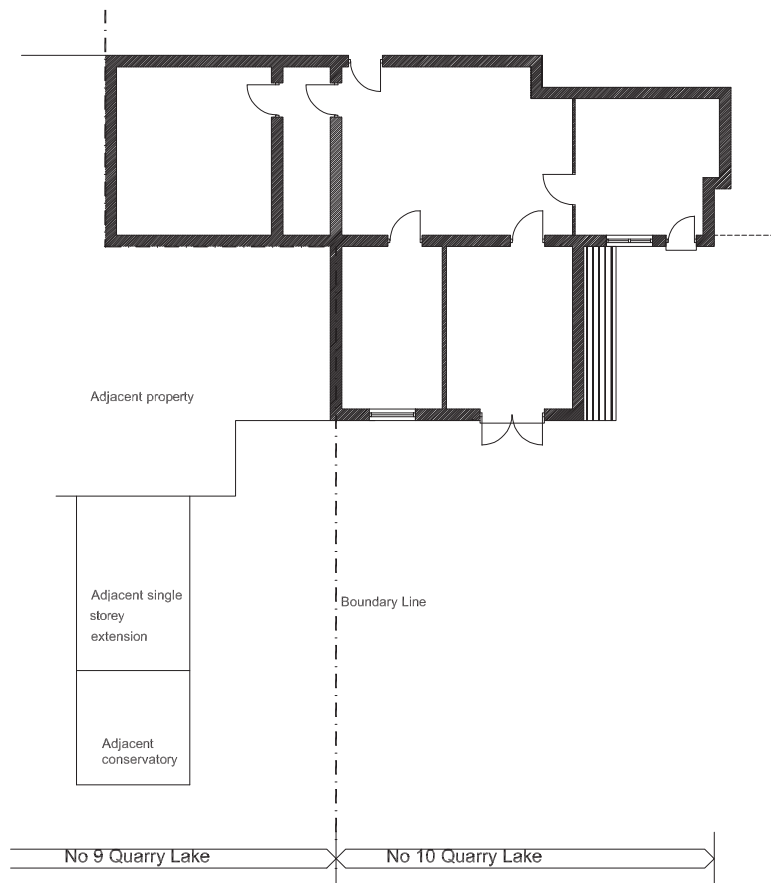 Adjacent property
Adjacent single
storey
extension
Boundary Line
Adjacent
conservatory
No 9 Quarry Lake
No 10 Quarry Lake